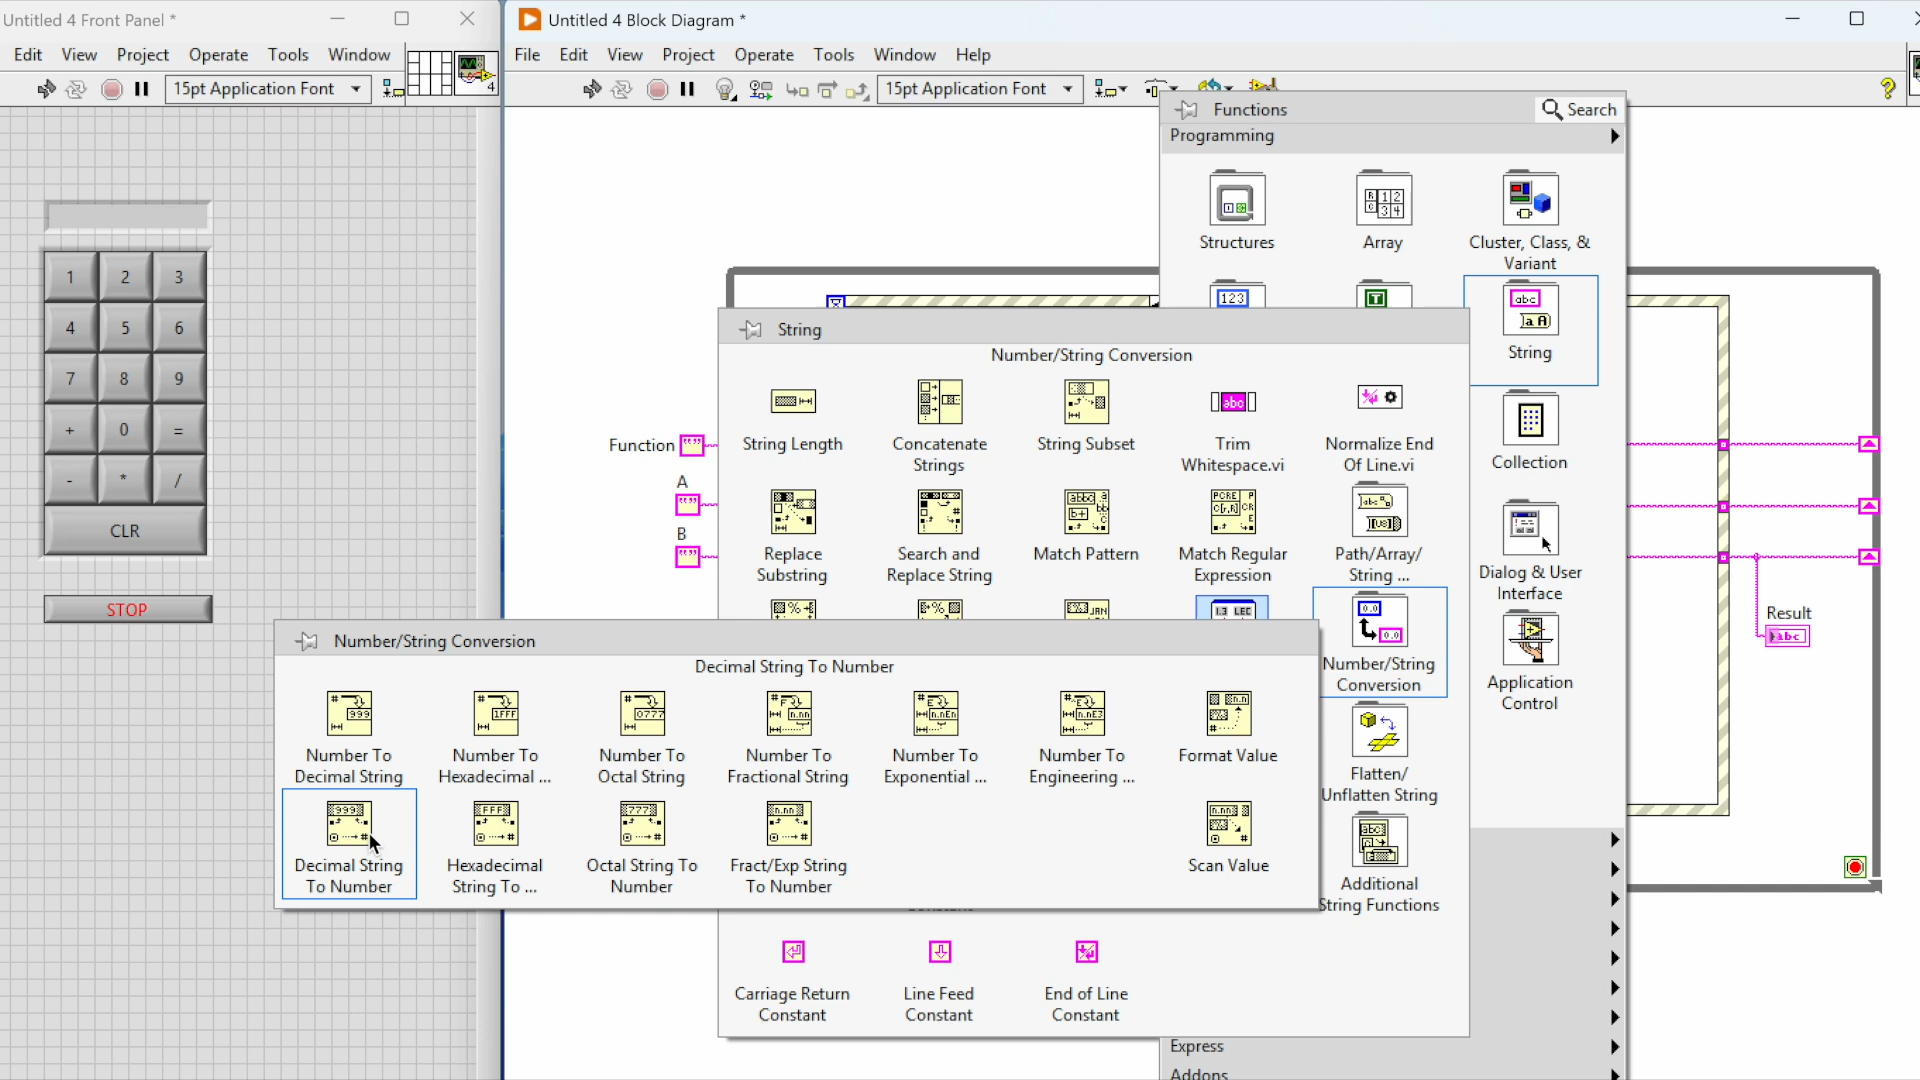 Untitled 4 Front Panel *
Edit View Project Operate Tools Window
15pt Application Font
4
1 2 3
4 5 6
7 8 9
+ 0 =
- * /
CLR
STOP
Untitled 4 Block Diagram *
File Edit View Project Operate Tools Window Help
15pt Application Font
?
Function
A
B
Result
abc
Functions
Search
Programming
Structures
Array
Cluster, Class, &
Variant
123
T
abc
a A
String
Collection
Dialog & User
Interface
Application
Control
Express
Addons
String
Number/String Conversion
String Length
Concatenate
Strings
String Subset
Trim
Whitespace.vi
Normalize End
Of Line.vi
Replace
Substring
Search and
Replace String
Match Pattern
Match Regular
Expression
Path/Array/
String ...
Number/String
Conversion
Flatten/
Unflatten String
Additional
String Functions
Carriage Return
Constant
Line Feed
Constant
End of Line
Constant
Number/String Conversion
Decimal String To Number
Number To
Decimal String
Number To
Hexadecimal ...
Number To
Octal String
Number To
Fractional String
Number To
Exponential ...
Number To
Engineering ...
Format Value
Decimal String
To Number
Hexadecimal
String To ...
Octal String To
Number
Fract/Exp String
To Number
Scan Value